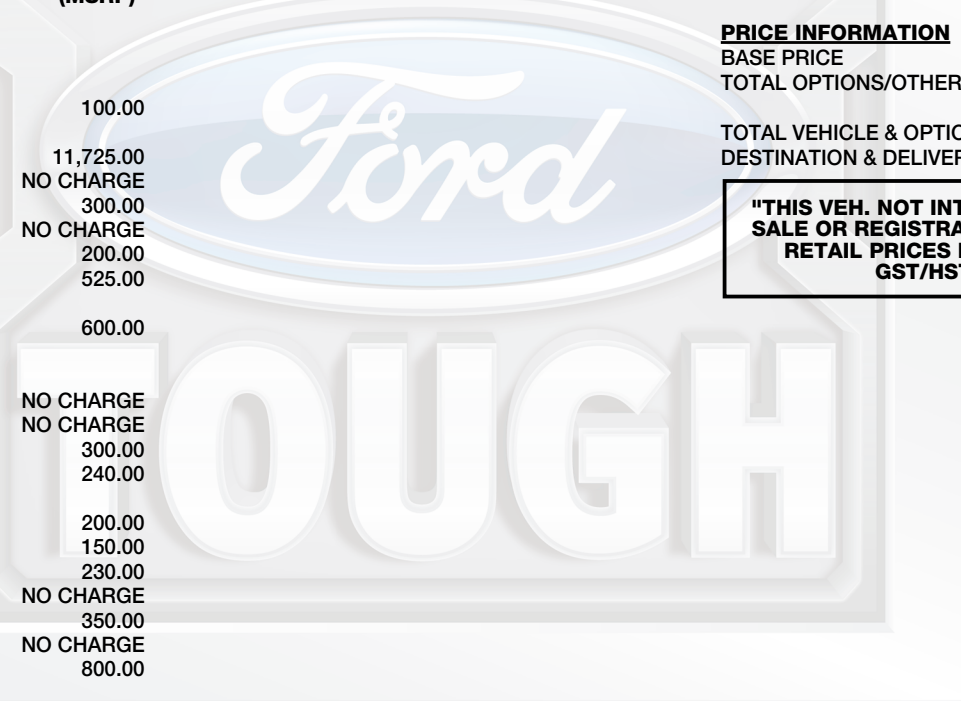 (MSRP)
100.00
11,725.00
NO CHARGE
300.00
NO CHARGE
200.00
525.00
600.00
NO CHARGE
NO CHARGE
300.00
240.00
200.00
150.00
230.00
NO CHARGE
350.00
NO CHARGE
800.00
PRICE INFORMATION
BASE PRICE
TOTAL OPTIONS/OTHER
TOTAL VEHICLE & OPTIO
DESTINATION & DELIVER
"THIS VEH. NOT INT
SALE OR REGISTRA
RETAIL PRICES
GST/HST
Ford
TOUGH